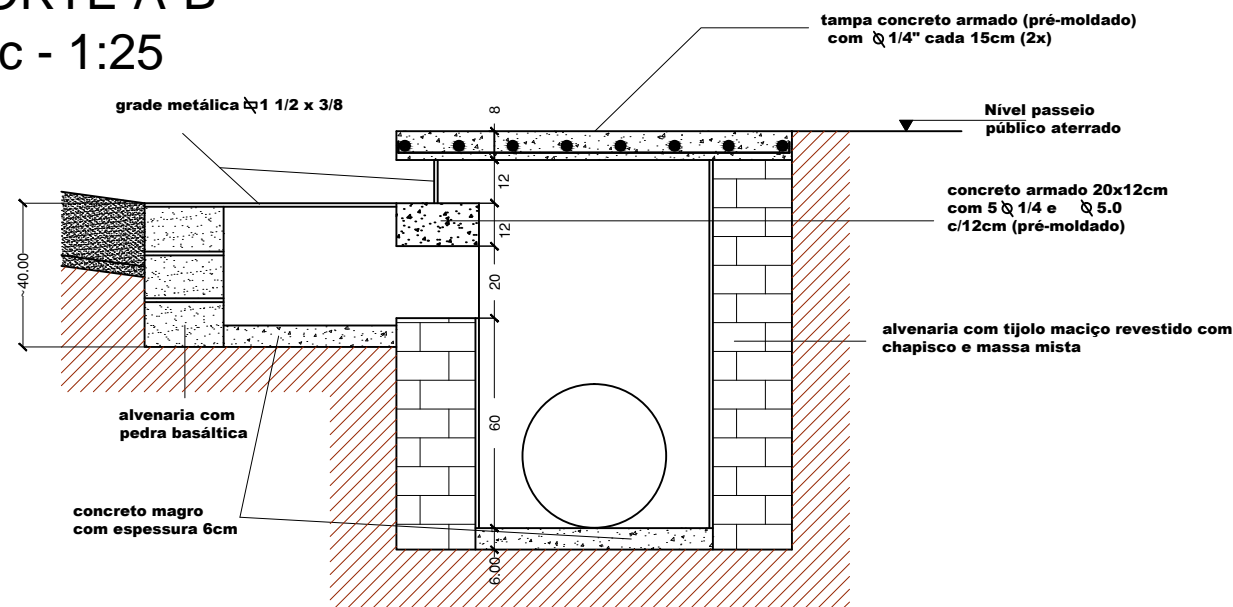 c - 1:25
tampa concreto armado (pré-moldado)
com ⌀ 1/4" cada 15cm (2x)
grade metálica 1 1/2 x 3/8
8
Nível passeio
público aterrado
12
concreto armado 20x12cm
com 5 ⌀ 1/4 e ⌀ 5.0
c/12cm (pré-moldado)
12
~40.00
20
alvenaria com tijolo maciço revestido com
chapisco e massa mista
alvenaria com
pedra basáltica
60
concreto magro
com espessura 6cm
6.00